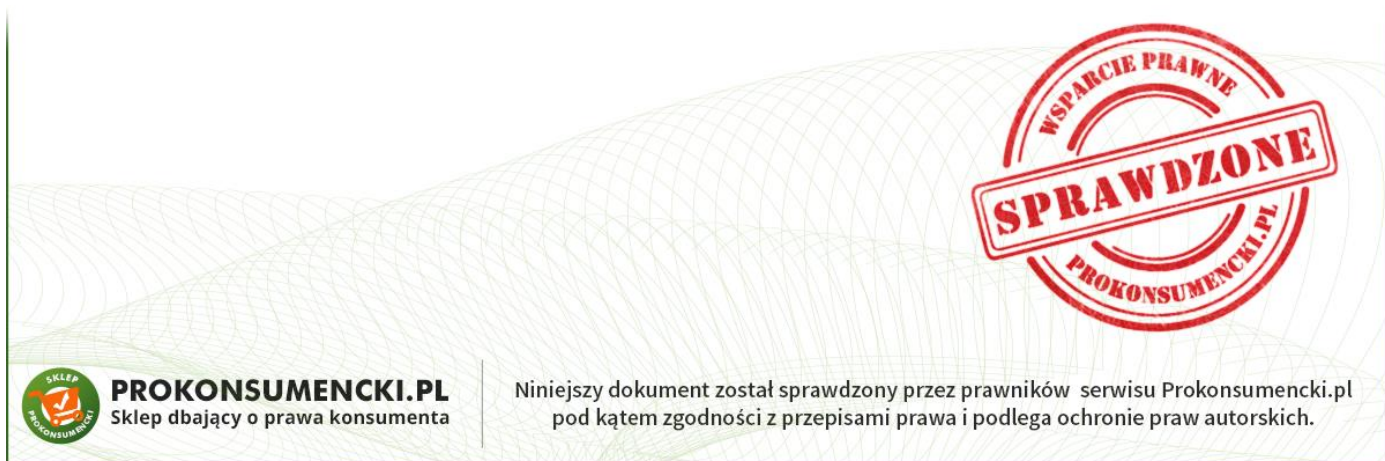 WSPARCIE PRAWNE
SPRAWDZONE
PROKONSUMENCKI.PL
SKLEP
PROKONSUMENCKI
PROKONSUMENCKI.PL
Sklep dbający o prawa konsumenta
Niniejszy dokument został sprawdzony przez prawników serwisu Prokonsumencki.pl
pod kątem zgodności z przepisami prawa i podlega ochronie praw autorskich.